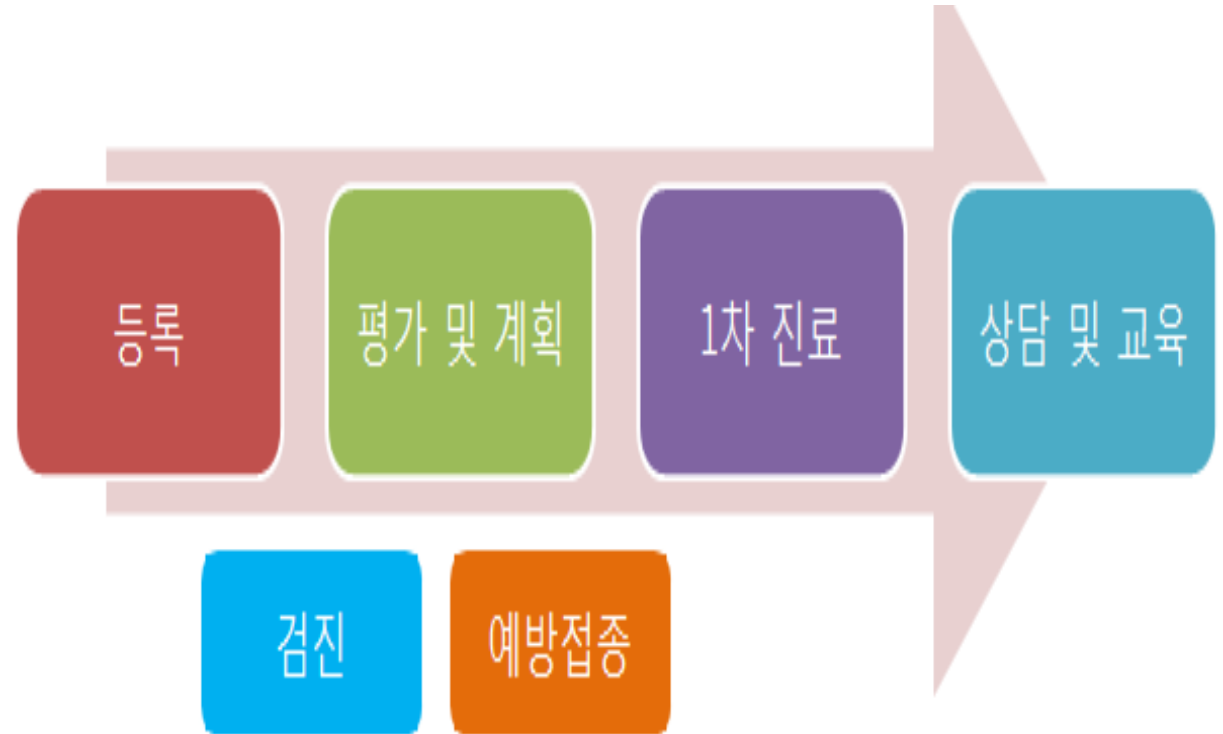 등록
평가 및 계획
1차 진료
상담 및 교육
검진
예방접종